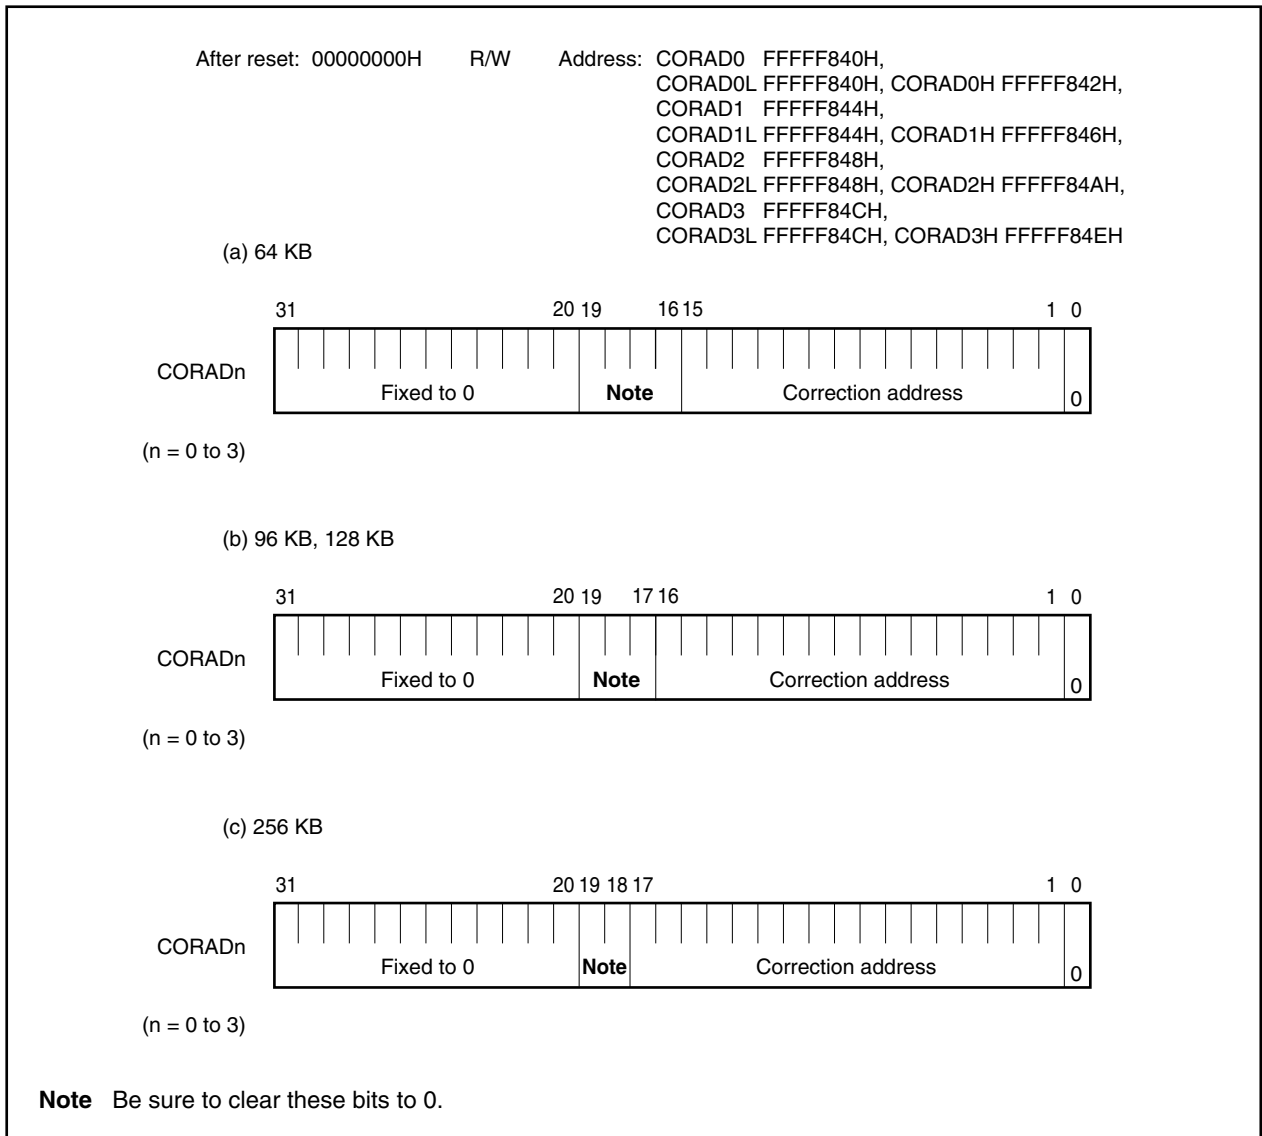 After reset: 00000000H R/W Address: CORAD0 FFFFF840H,
CORAD0L FFFFF840H, CORAD0H FFFFF842H,
CORAD1 FFFFF844H,
CORAD1L FFFFF844H, CORAD1H FFFFF846H,
CORAD2 FFFFF848H,
CORAD2L FFFFF848H, CORAD2H FFFFF84AH,
CORAD3 FFFFF84CH,
CORAD3L FFFFF84CH, CORAD3H FFFFF84EH
(a) 64 KB
31 20 19 16 15 1 0
CORADn
Fixed to 0 Note Correction address 0
(n = 0 to 3)
(b) 96 KB, 128 KB
31 20 19 17 16 1 0
CORADn
Fixed to 0 Note Correction address 0
(n = 0 to 3)
(c) 256 KB
31 20 19 18 17 1 0
CORADn
Fixed to 0 Note Correction address 0
(n = 0 to 3)
Note Be sure to clear these bits to 0.